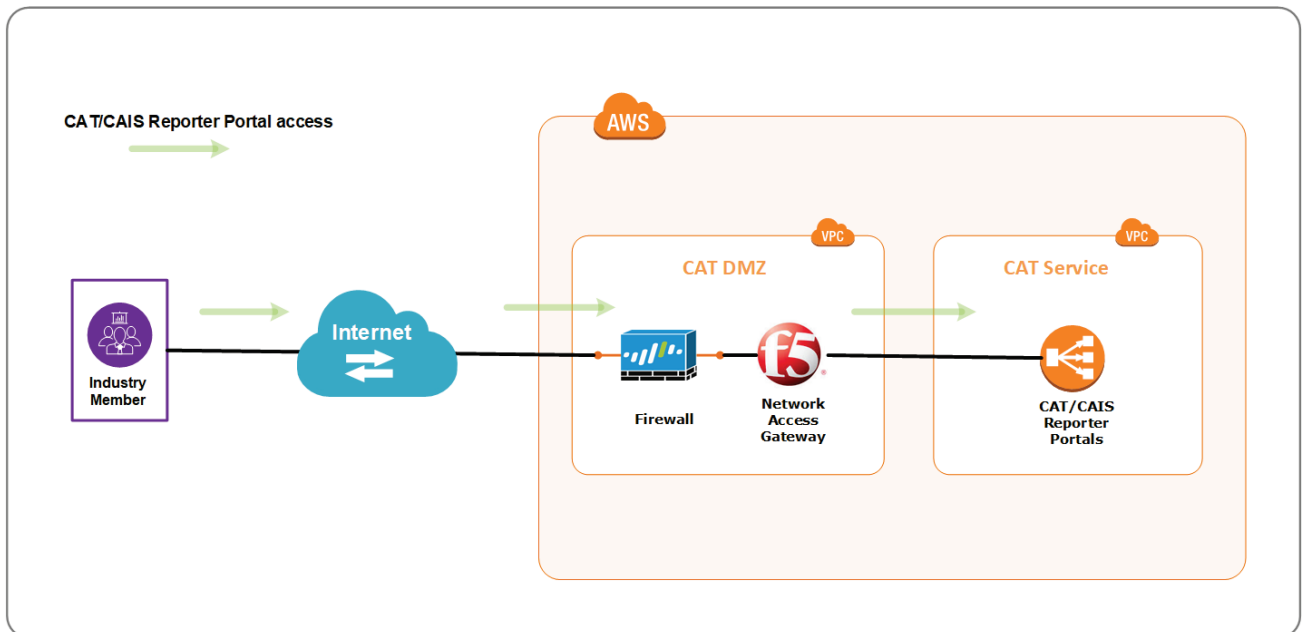 CAT/CAIS Reporter Portal access
AWS
VPC
VPC
CAT DMZ
CAT Service
Internet
Industry
Member
f5
Firewall
Network
Access
Gateway
CAT/CAIS
Reporter
Portals